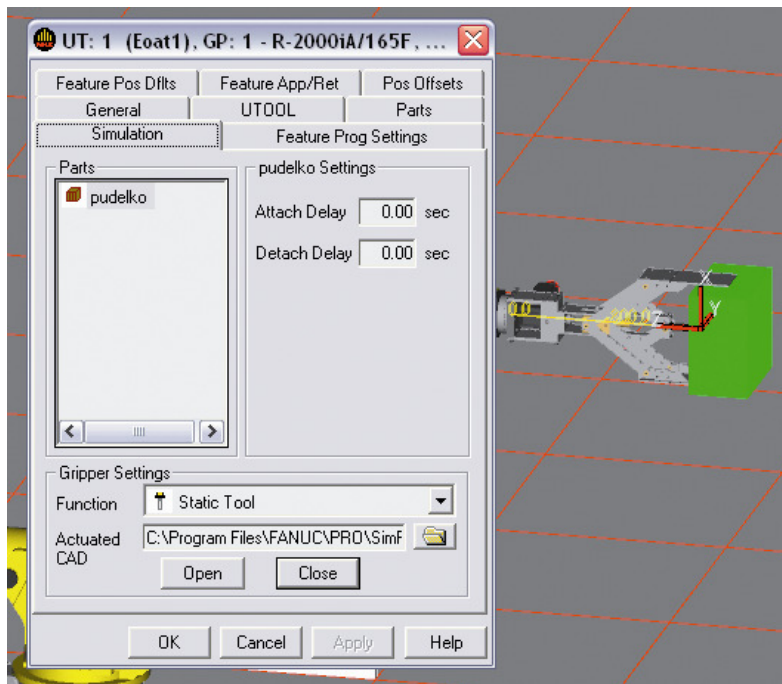 UT: 1 (Eoat1), GP: 1 - R-2000iA/165F, ...
Feature Pos Dflts Feature App/Ret Pos Offsets
General UTOOL Parts
Simulation Feature Prog Settings
Parts
pudelko
pudelko Settings
Attach Delay 0.00 sec
Detach Delay 0.00 sec
Gripper Settings
Function Static Tool
Actuated CAD C:\Program Files\FANUC\PRO\SimF
Open Close
OK Cancel Apply Help
X
Y